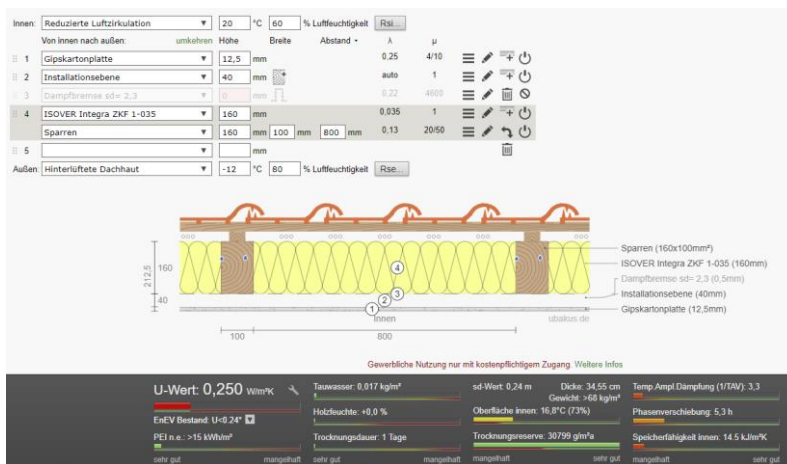 Innen: Reduzierte Luftzirkulation 20 °C 60 % Luftfeuchtigkeit Rsi...
Von innen nach außen: umkehren Höhe Breite Abstand λ μ
1 Gipskartonplatte 12,5 mm 0,25 4/10
2 Installationsebene 40 mm auto 1
3 Dampfbremse sd= 2,3 0 mm 0,22 4600
4 ISOVER Integra ZKF 1-035 160 mm 0,035 1
Sparren 160 mm 100 mm 800 mm 0,13 20/50
5 mm
Außen: Hinterlüftete Dachhaut -12 °C 80 % Luftfeuchtigkeit Rse...
Sparren (160x100mm²)
ISOVER Integra ZKF 1-035 (160mm)
Dampfbremse sd= 2,3 (0,5mm)
Installationsebene (40mm)
Gipskartonplatte (12,5mm)
212,5
160
40
4
3
2
1
Innen
ubakus.de
100 800
Gewerbliche Nutzung nur mit kostenpflichtigem Zugang. Weitere Infos
U-Wert: 0,250 W/m²K
EnEV Bestand: U<0.24*
PEI n.e.: >15 kWh/m²
sehr gut mangelhaft
Tauwasser: 0,017 kg/m²
Holzfeuchte: +0,0 %
Trocknungsdauer: 1 Tage
sehr gut mangelhaft
sd-Wert: 0,24 m Dicke: 34,55 cm
Gewicht: >68 kg/m²
Oberfläche innen: 16,8°C (73%)
Trocknungsreserve: 30799 g/m²a
mangelhaft sehr gut
Temp.Ampl.Dämpfung (1/TAV): 3,3
Phasenverschiebung: 5,3 h
Speicherfähigkeit innen: 14.5 kJ/m²K
mangelhaft sehr gut